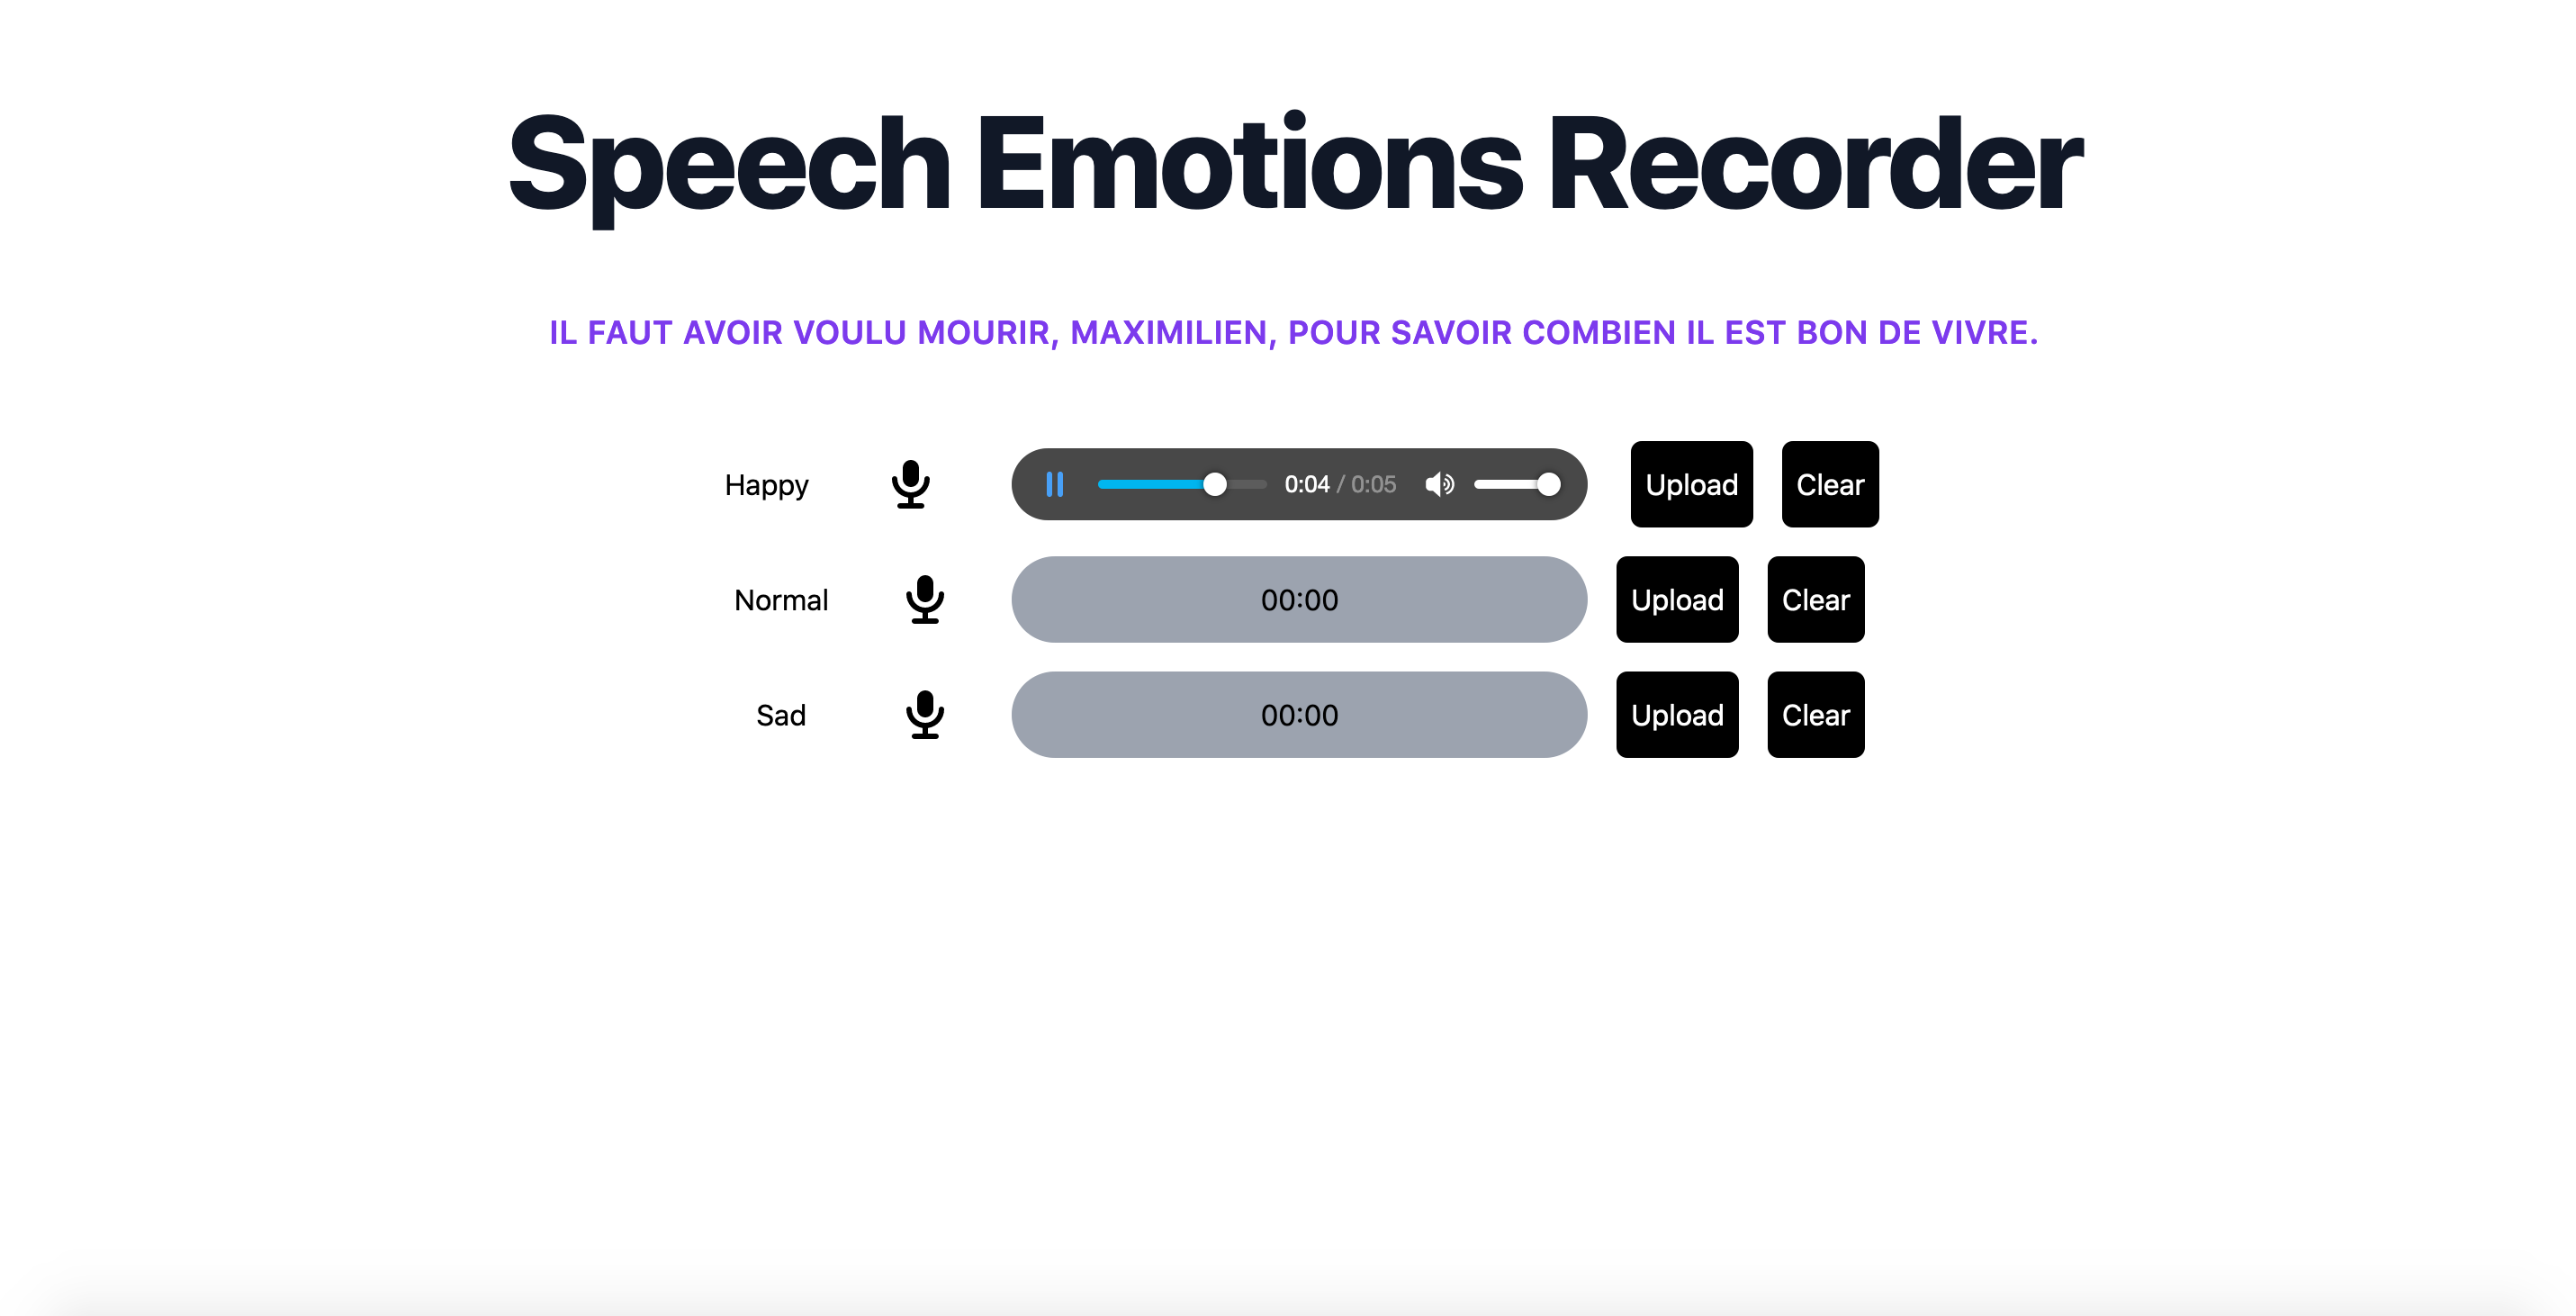 Speech Emotions Recorder
IL FAUT AVOIR VOULU MOURIR, MAXIMILIEN, POUR SAVOIR COMBIEN IL EST BON DE VIVRE.
Happy 0:04 / 0:05 Upload Clear
Normal 00:00 Upload Clear
Sad 00:00 Upload Clear